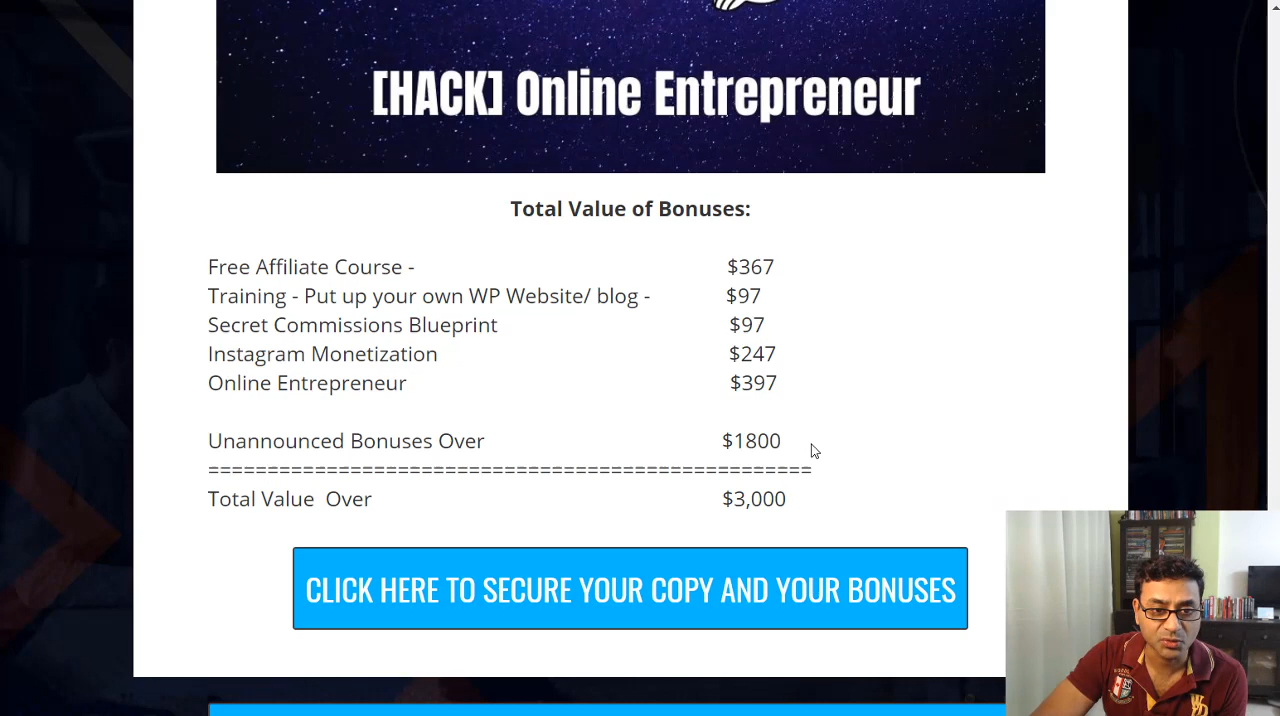 [HACK] Online Entrepreneur
Total Value of Bonuses:
Free Affiliate Course - $367
Training - Put up your own WP Website/ blog - $97
Secret Commissions Blueprint $97
Instagram Monetization $247
Online Entrepreneur $397
Unannounced Bonuses Over $1800
===================================================
Total Value  Over $3,000
CLICK HERE TO SECURE YOUR COPY AND YOUR BONUSES